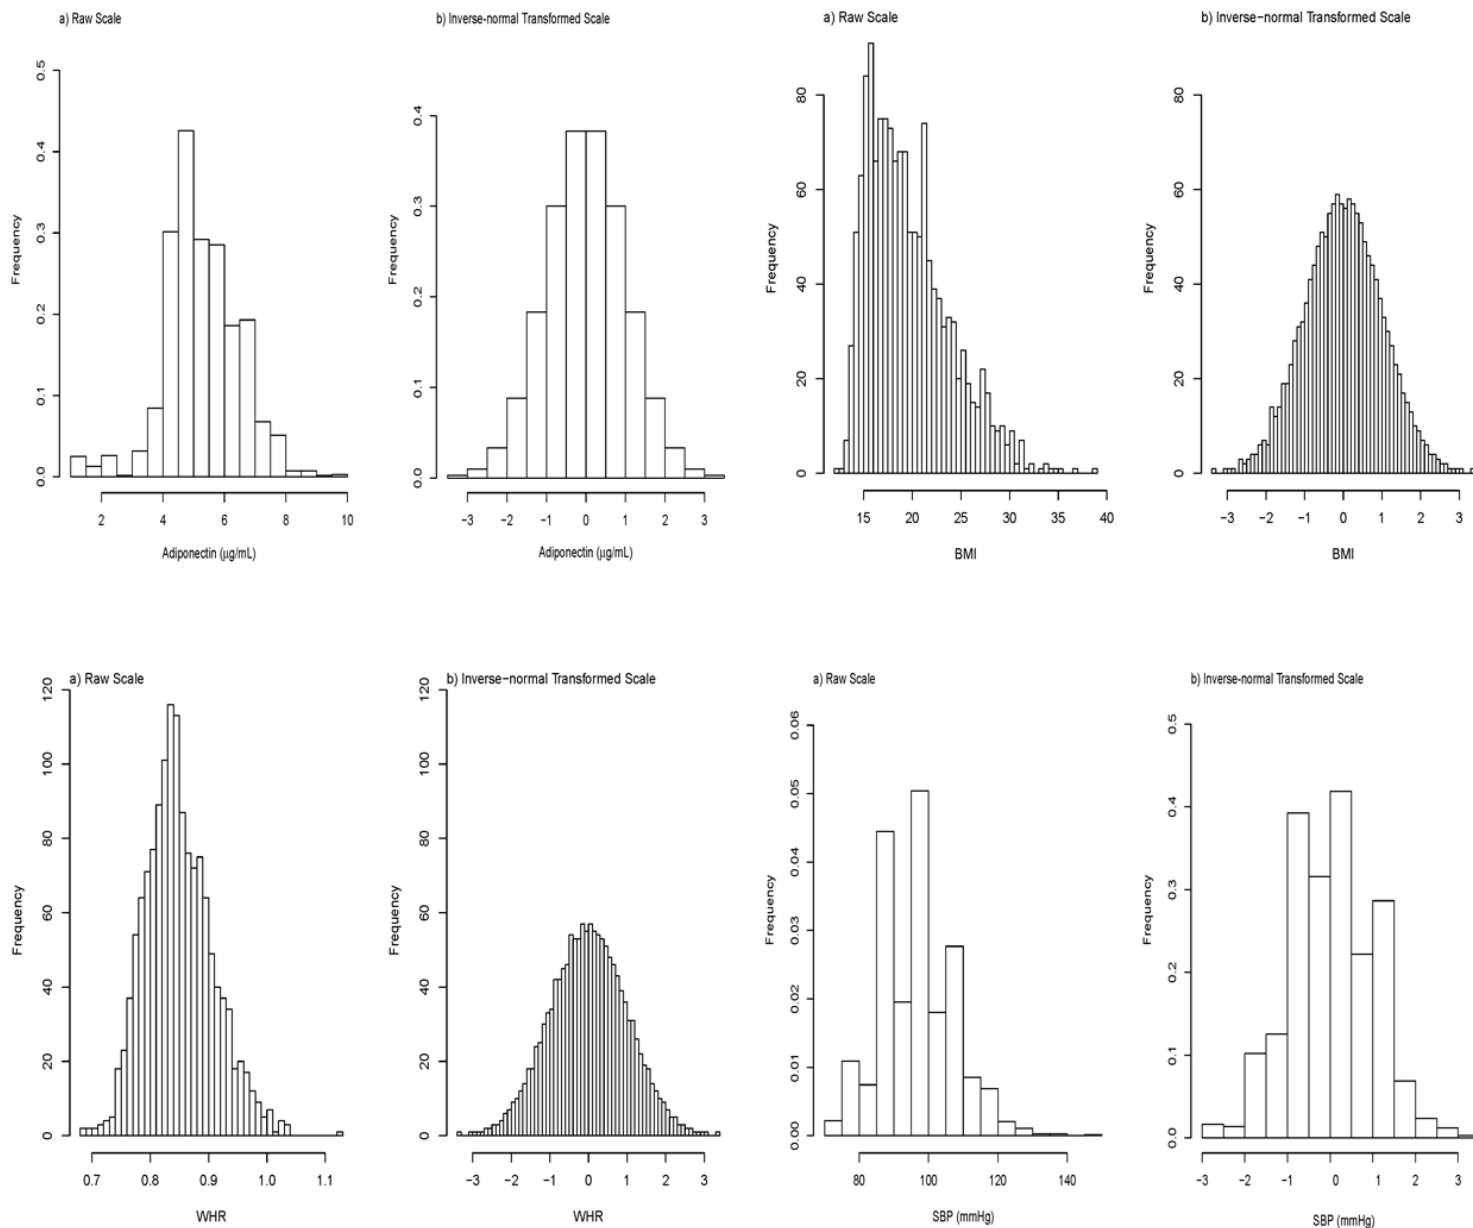 a) Raw Scale
b) Inverse-normal Transformed Scale
a) Raw Scale
b) Inverse-normal Transformed Scale
0.5
0.4
0.3
0.2
0.1
0.0
Frequency
2 4 6 8 10
Adiponectin (µg/mL)
0.4
0.3
0.2
0.1
0.0
Frequency
−3 −2 −1 0 1 2 3
Adiponectin (µg/mL)
80
60
40
20
0
Frequency
15 20 25 30 35 40
BMI
80
60
40
20
0
Frequency
−3 −2 −1 0 1 2 3
BMI
a) Raw Scale
b) Inverse−normal Transformed Scale
a) Raw Scale
b) Inverse-normal Transformed Scale
120
100
80
60
40
20
0
Frequency
0.7 0.8 0.9 1.0 1.1
WHR
120
100
80
60
40
20
0
Frequency
−3 −2 −1 0 1 2 3
WHR
0.06
0.05
0.04
0.03
0.02
0.01
0.00
Frequency
80 100 120 140
SBP (mmHg)
0.5
0.4
0.3
0.2
0.1
0.0
Frequency
−3 −2 −1 0 1 2 3
SBP (mmHg)